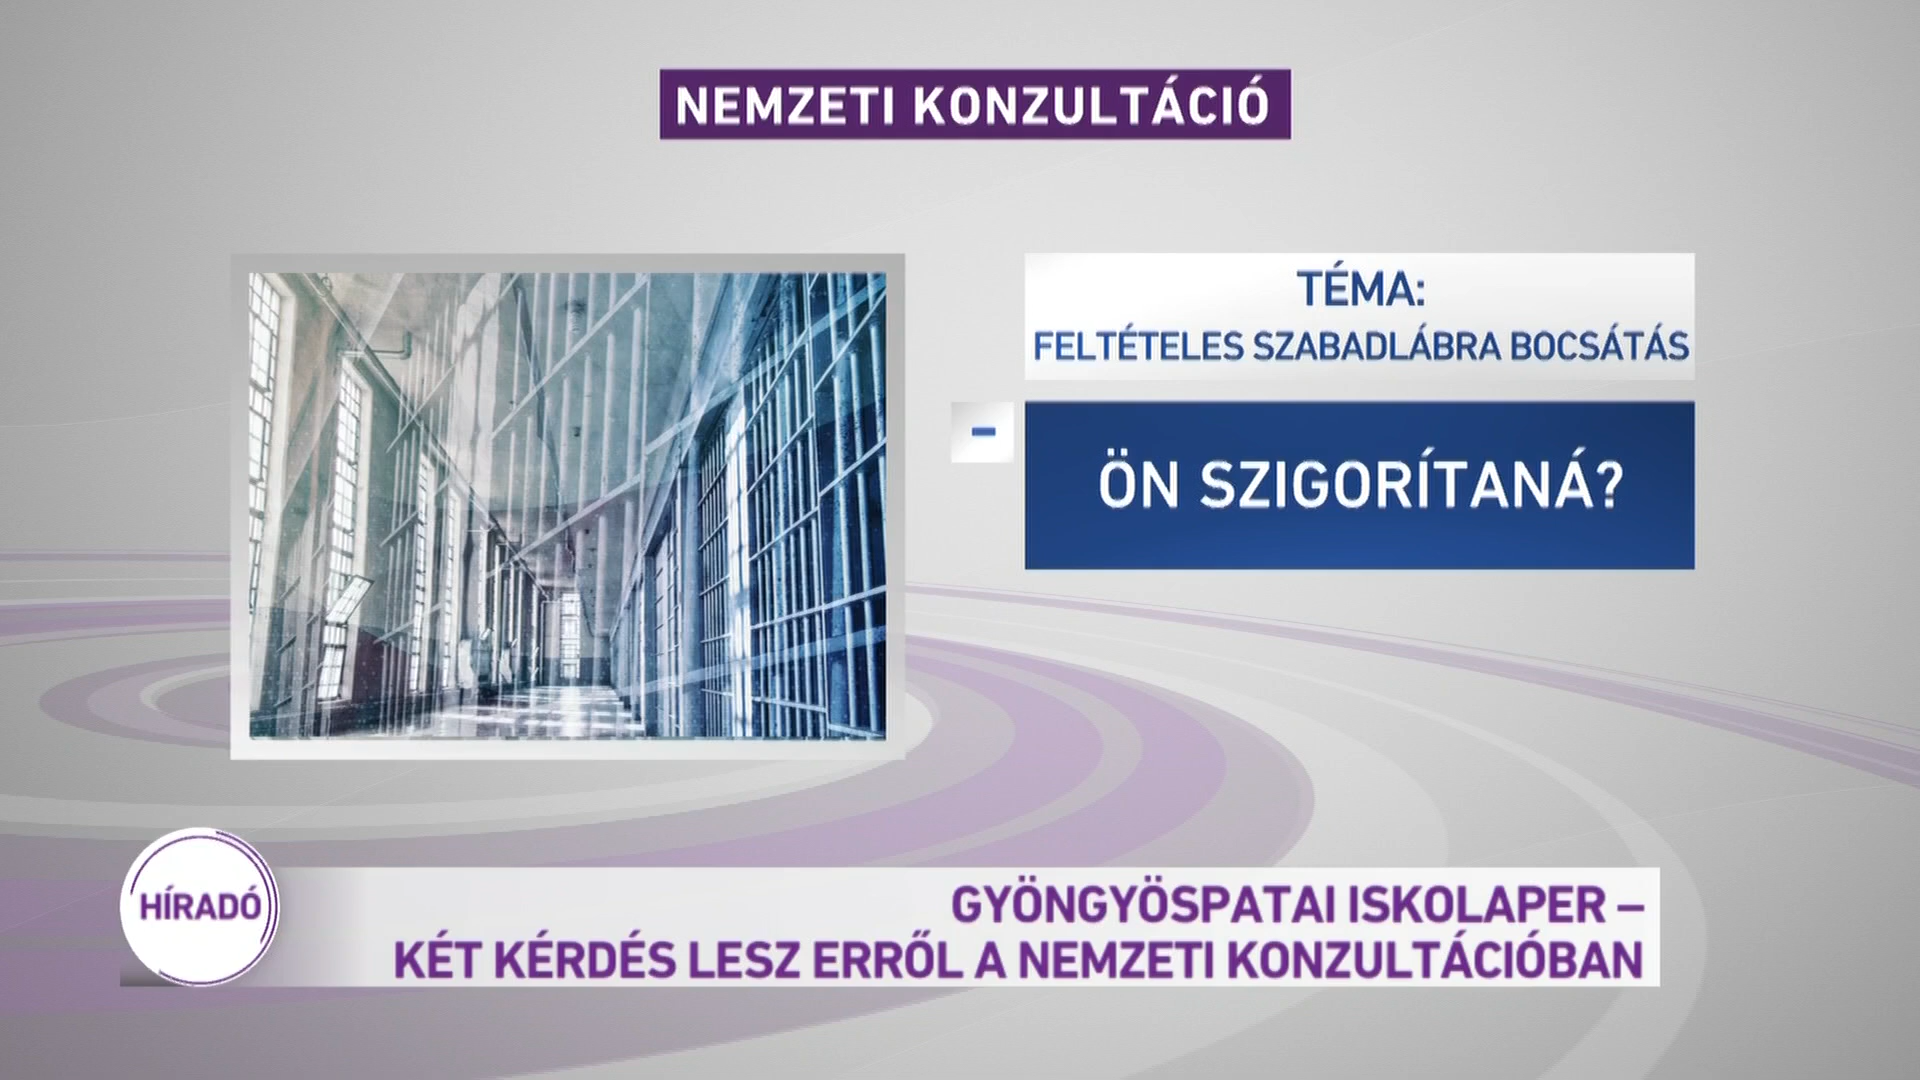 NEMZETI KONZULTÁCIÓ
TÉMA:
FELTÉTELES SZABADLÁBRA BOCSÁTÁS
- ÖN SZIGORÍTANÁ?
HÍRADÓ
GYÖNGYÖSPATAI ISKOLAPER –
KÉT KÉRDÉS LESZ ERRŐL A NEMZETI KONZULTÁCIÓBAN